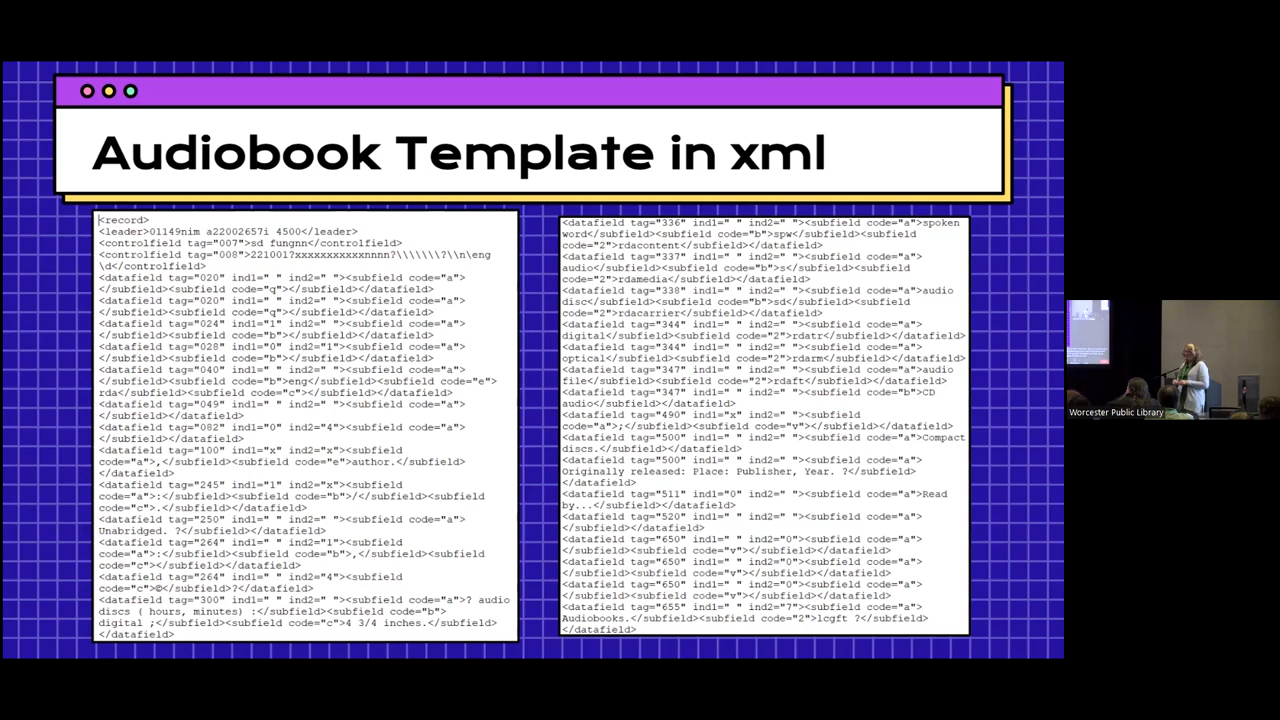 Audiobook Template in xml
<record>
<leader>01149nim a22003257i 4500</leader>
<controlfield tag="007">sd fungnn</controlfield>
<controlfield tag="008">221001?xxxxxxxxxxxnnnn?\\\\\\\?\\n\eng
\d</controlfield>
<datafield tag="020" ind1=" " ind2=" "><subfield code="a">
</subfield><subfield code="q"></subfield></datafield>
<datafield tag="020" ind1=" " ind2=" "><subfield code="a">
</subfield><subfield code="q"></subfield></datafield>
<datafield tag="024" ind1="1" ind2=" "><subfield code="a">
</subfield><subfield code="b"></subfield></datafield>
<datafield tag="028" ind1="0" ind2="1"><subfield code="a">
</subfield><subfield code="b"></subfield></datafield>
<datafield tag="040" ind1=" " ind2=" "><subfield code="a">
</subfield><subfield code="b">eng</subfield><subfield code="e">
rda</subfield><subfield code="c"></subfield></datafield>
<datafield tag="049" ind1=" " ind2=" "><subfield code="a">
</subfield></datafield>
<datafield tag="082" ind1="0" ind2="4"><subfield code="a">
</subfield></datafield>
<datafield tag="100" ind1="x" ind2="x"><subfield
code="a">,</subfield><subfield code="e">author.</subfield>
</datafield>
<datafield tag="245" ind1="1" ind2="x"><subfield
code="a">:</subfield><subfield code="b">/</subfield><subfield
code="c">.</subfield></datafield>
<datafield tag="250" ind1=" " ind2=" "><subfield code="a">
Unabridged. ?</subfield></datafield>
<datafield tag="264" ind1=" " ind2="1"><subfield
code="a">:</subfield><subfield code="b">,</subfield><subfield
code="c"></subfield></datafield>
<datafield tag="264" ind1=" " ind2="4"><subfield
code="c">©</subfield>?</datafield>
<datafield tag="300" ind1=" " ind2=" "><subfield code="a">? audio
discs ( hours, minutes) :</subfield><subfield code="b">
digital ;</subfield><subfield code="c">4 3/4 inches.</subfield>
</datafield>
<datafield tag="336" ind1=" " ind2=" "><subfield code="a">spoken
word</subfield><subfield code="b">spw</subfield><subfield
code="2">rdacontent</subfield></datafield>
<datafield tag="337" ind1=" " ind2=" "><subfield code="a">
audio</subfield><subfield code="b">s</subfield><subfield
code="2">rdamedia</subfield></datafield>
<datafield tag="338" ind1=" " ind2=" "><subfield code="a">audio
disc</subfield><subfield code="b">sd</subfield><subfield
code="2">rdacarrier</subfield></datafield>
<datafield tag="344" ind1=" " ind2=" "><subfield code="a">
digital</subfield><subfield code="2">rdatr</subfield></datafield>
<datafield tag="344" ind1=" " ind2=" "><subfield code="a">
optical</subfield><subfield code="2">rdarm</subfield></datafield>
<datafield tag="347" ind1=" " ind2=" "><subfield code="a">audio
file</subfield><subfield code="2">rdaft</subfield></datafield>
<datafield tag="347" ind1=" " ind2=" "><subfield code="b">CD
audio</subfield></datafield>
<datafield tag="490" ind1="x" ind2=" "><subfield
code="a">;</subfield><subfield code="v"></subfield></datafield>
<datafield tag="500" ind1=" " ind2=" "><subfield code="a">Compact
discs.</subfield></datafield>
<datafield tag="500" ind1=" " ind2=" "><subfield code="a">
Originally released: Place: Publisher, Year. ?</subfield>
</datafield>
<datafield tag="511" ind1="0" ind2=" "><subfield code="a">Read
by...</subfield></datafield>
<datafield tag="520" ind1=" " ind2=" "><subfield code="a">
</subfield></datafield>
<datafield tag="650" ind1=" " ind2="0"><subfield code="a">
</subfield><subfield code="v"></subfield></datafield>
<datafield tag="650" ind1=" " ind2="0"><subfield code="a">
</subfield><subfield code="v"></subfield></datafield>
<datafield tag="650" ind1=" " ind2="0"><subfield code="a">
</subfield><subfield code="v"></subfield></datafield>
<datafield tag="655" ind1=" " ind2="7"><subfield code="a">
Audiobooks.</subfield><subfield code="2">lcgft ?</subfield>
</datafield>
Worcester Public Library